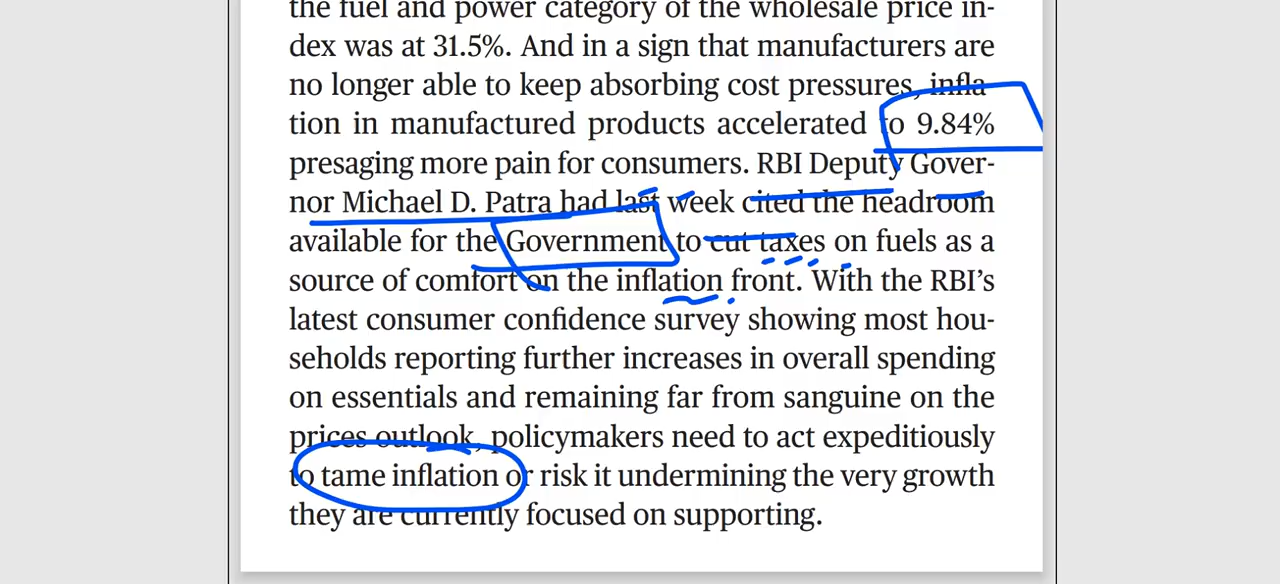 the fuel and power category of the wholesale price in-
dex was at 31.5%. And in a sign that manufacturers are
no longer able to keep absorbing cost pressures, infla-
tion in manufactured products accelerated to 9.84%
presaging more pain for consumers. RBI Deputy Gover-
nor Michael D. Patra had last week cited the headroom
available for the Government to cut taxes on fuels as a
source of comfort on the inflation front. With the RBI’s
latest consumer confidence survey showing most hou-
seholds reporting further increases in overall spending
on essentials and remaining far from sanguine on the
prices outlook, policymakers need to act expeditiously
to tame inflation or risk it undermining the very growth
they are currently focused on supporting.